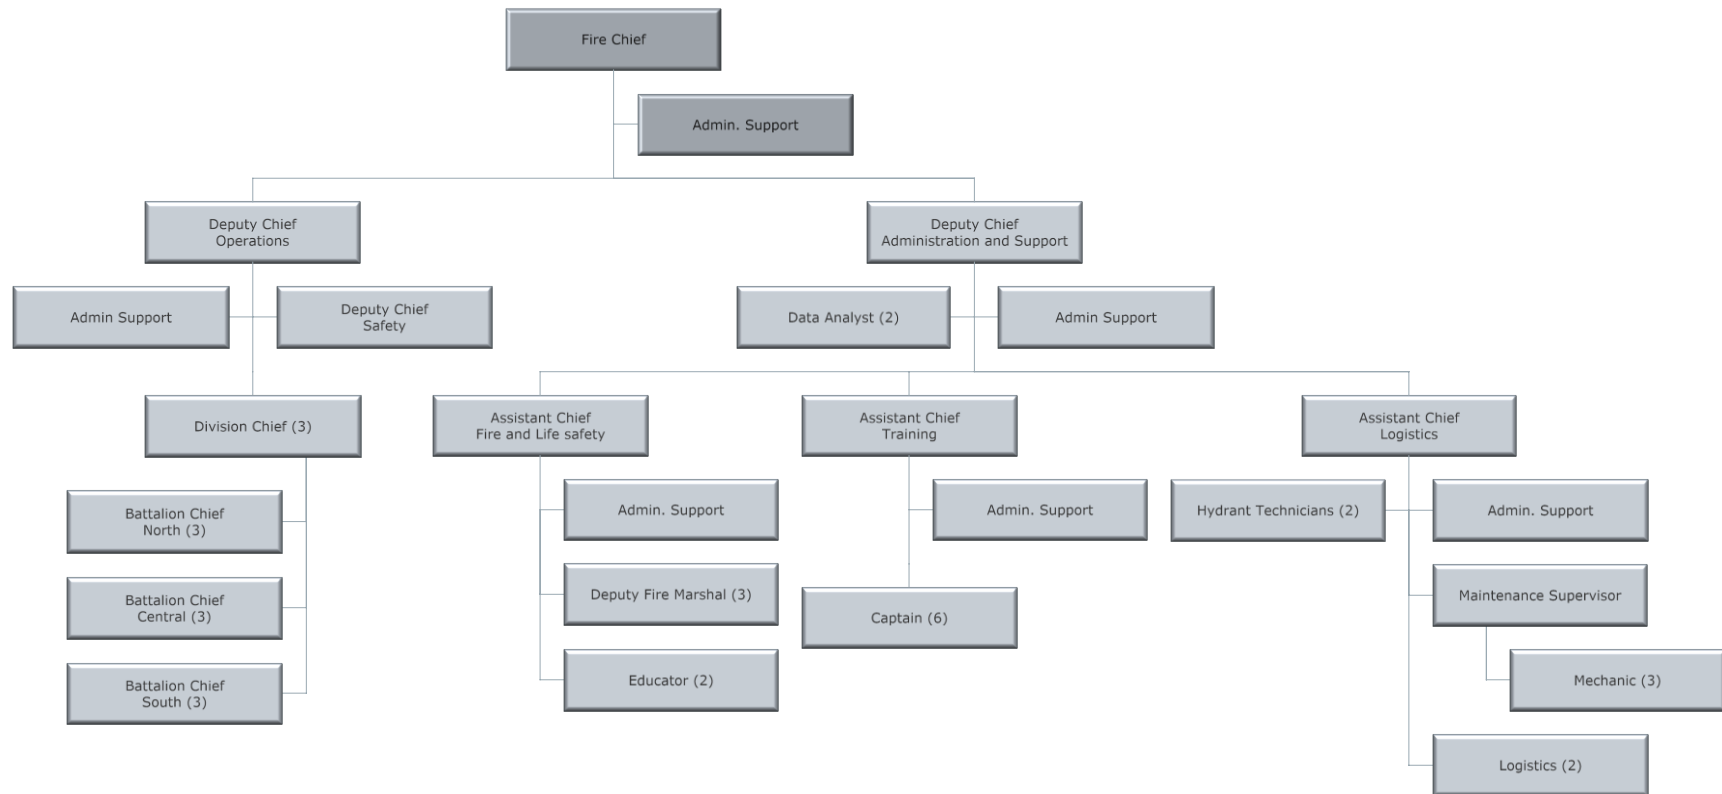 Fire Chief
Admin. Support
Deputy Chief
Operations
Deputy Chief
Administration and Support
Admin Support
Deputy Chief
Safety
Data Analyst (2)
Admin Support
Division Chief (3)
Assistant Chief
Fire and Life safety
Assistant Chief
Training
Assistant Chief
Logistics
Battalion Chief
North (3)
Admin. Support
Admin. Support
Hydrant Technicians (2)
Admin. Support
Battalion Chief
Central (3)
Deputy Fire Marshal (3)
Captain (6)
Maintenance Supervisor
Battalion Chief
South (3)
Educator (2)
Mechanic (3)
Logistics (2)